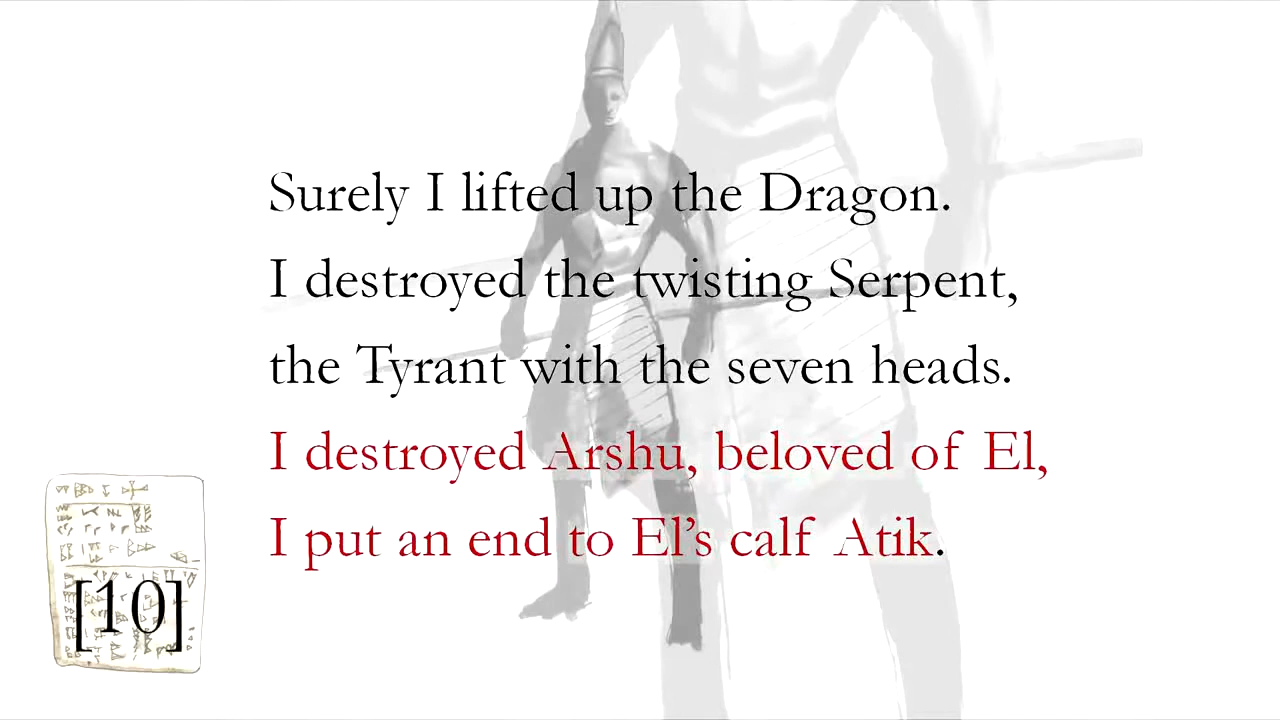 Surely I lifted up the Dragon.
I destroyed the twisting Serpent,
the Tyrant with the seven heads.
I destroyed Arshu, beloved of El,
I put an end to El’s calf Atik.
[10]